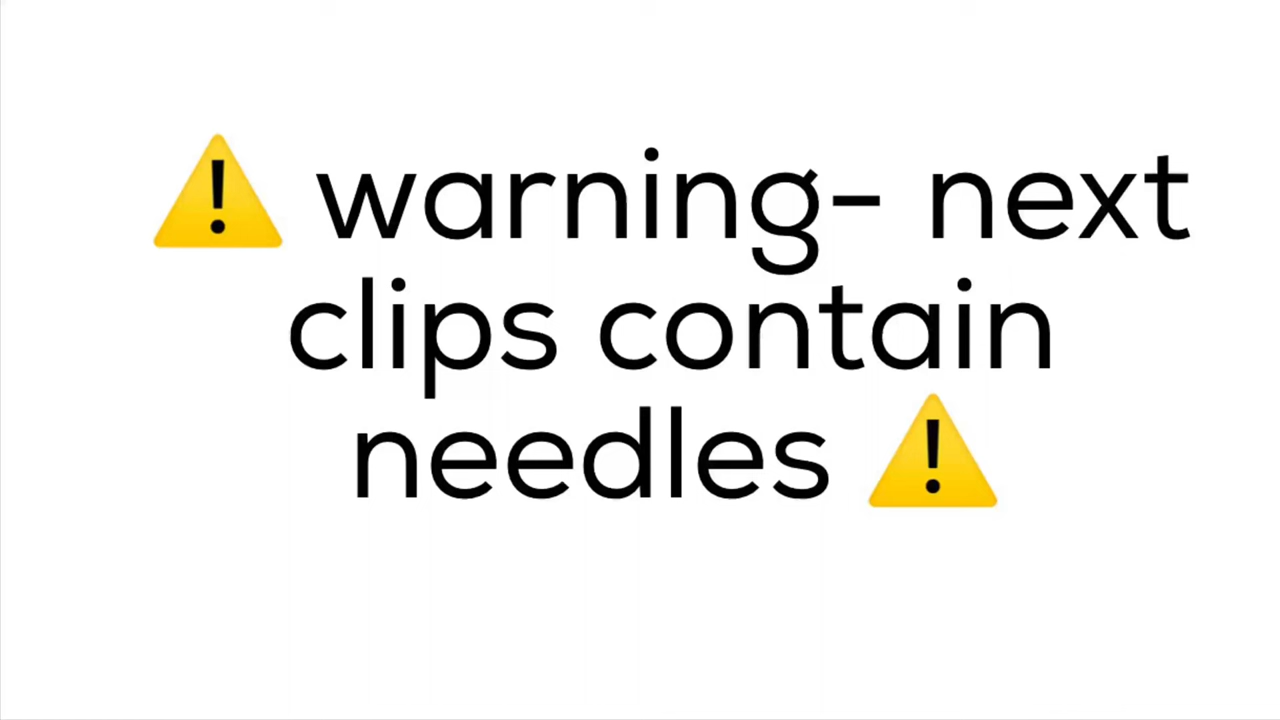 ⚠️ warning- next
clips contain
needles ⚠️